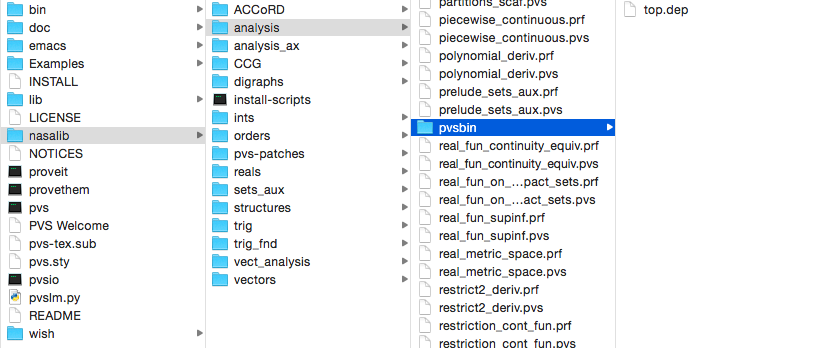 bin
doc
emacs
Examples
INSTALL
lib
LICENSE
nasalib
NOTICES
proveit
provethem
pvs
PVS Welcome
pvs-tex.sub
pvs.sty
pvsio
pvslm.py
README
wish
ACCoRD
analysis
analysis_ax
CCG
digraphs
install-scripts
ints
orders
pvs-patches
reals
sets_aux
structures
trig
trig_fnd
vect_analysis
vectors
partitions_scaf.pvs
piecewise_continuous.prf
piecewise_continuous.pvs
polynomial_deriv.prf
polynomial_deriv.pvs
prelude_sets_aux.prf
prelude_sets_aux.pvs
pvsbin
real_fun_continuity_equiv.prf
real_fun_continuity_equiv.pvs
real_fun_on_...pact_sets.prf
real_fun_on_...act_sets.pvs
real_fun_supinf.prf
real_fun_supinf.pvs
real_metric_space.prf
real_metric_space.pvs
restrict2_deriv.prf
restrict2_deriv.pvs
restriction_cont_fun.prf
restriction_cont_fun.pvs
top.dep